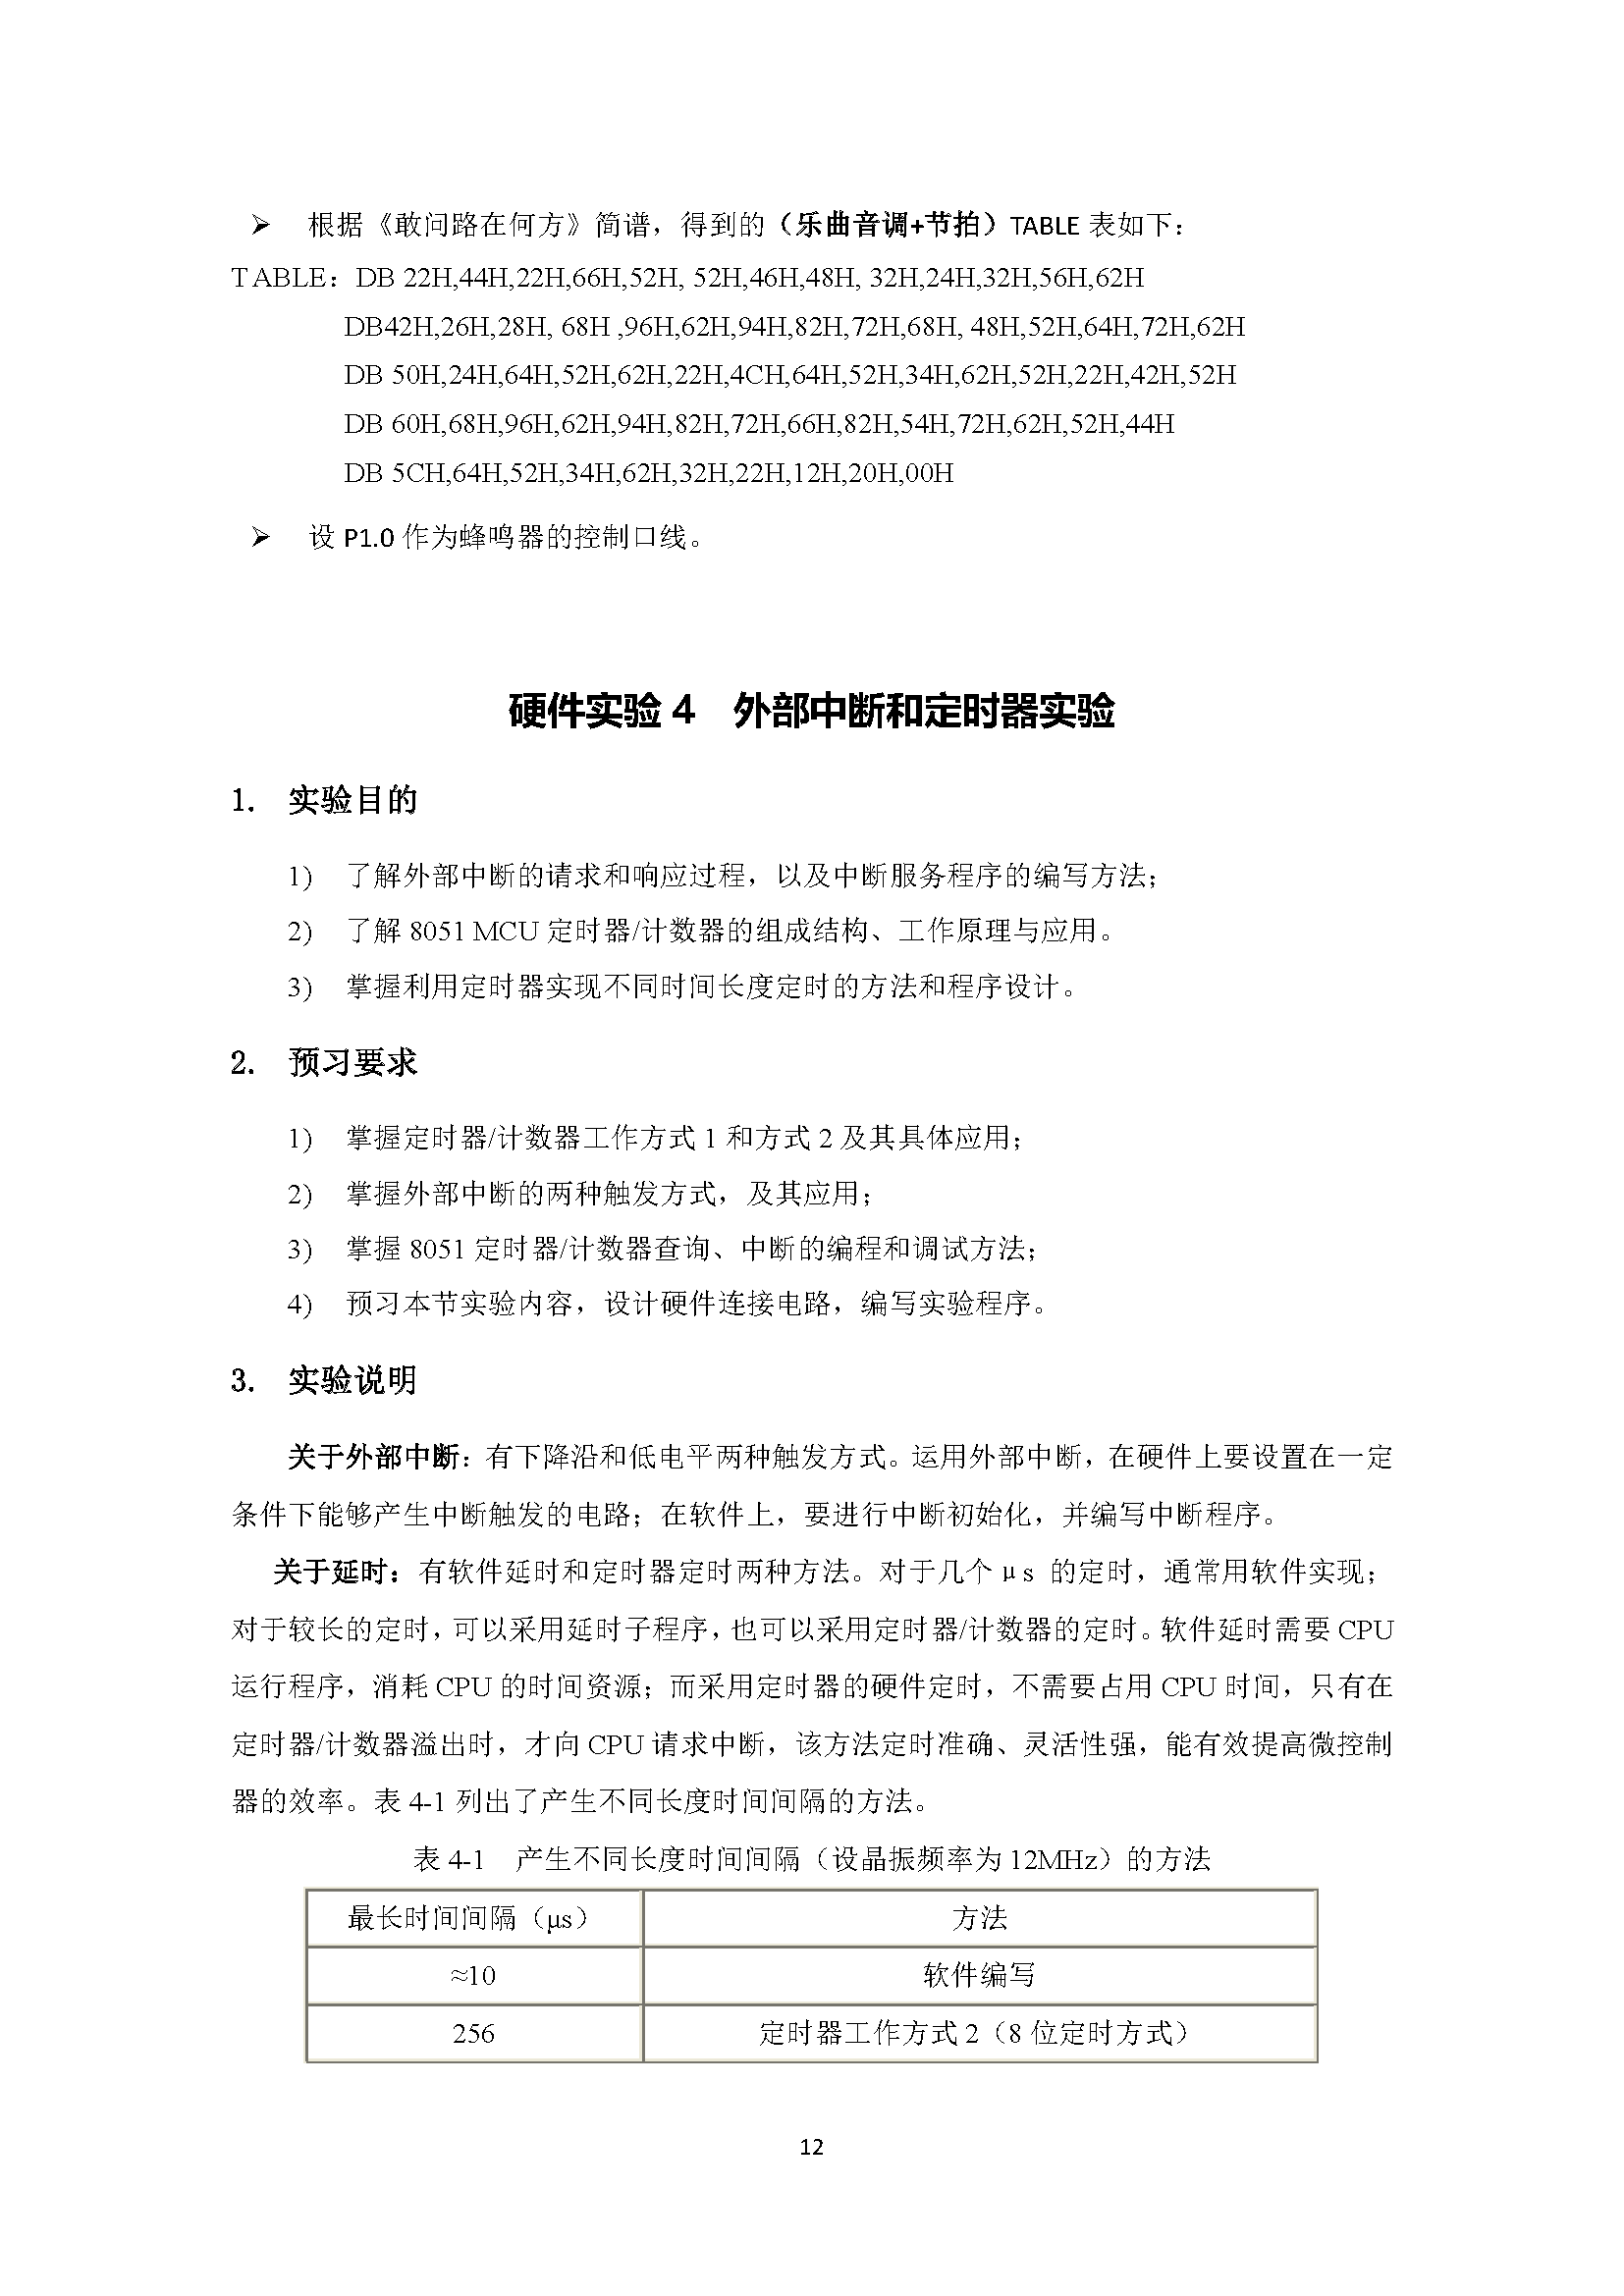 ➢ 根据《敢问路在何方》简谱，得到的（乐曲音调+节拍）TABLE 表如下：
TABLE：DB 22H,44H,22H,66H,52H, 52H,46H,48H, 32H,24H,32H,56H,62H
DB42H,26H,28H, 68H ,96H,62H,94H,82H,72H,68H, 48H,52H,64H,72H,62H
DB 50H,24H,64H,52H,62H,22H,4CH,64H,52H,34H,62H,52H,22H,42H,52H
DB 60H,68H,96H,62H,94H,82H,72H,66H,82H,54H,72H,62H,52H,44H
DB 5CH,64H,52H,34H,62H,32H,22H,12H,20H,00H
➢ 设 P1.0 作为蜂鸣器的控制口线。
硬件实验 4 外部中断和定时器实验
1. 实验目的
1) 了解外部中断的请求和响应过程，以及中断服务程序的编写方法；
2) 了解 8051 MCU 定时器/计数器的组成结构、工作原理与应用。
3) 掌握利用定时器实现不同时间长度定时的方法和程序设计。
2. 预习要求
1) 掌握定时器/计数器工作方式 1 和方式 2 及其具体应用；
2) 掌握外部中断的两种触发方式，及其应用；
3) 掌握 8051 定时器/计数器查询、中断的编程和调试方法；
4) 预习本节实验内容，设计硬件连接电路，编写实验程序。
3. 实验说明
关于外部中断：有下降沿和低电平两种触发方式。运用外部中断，在硬件上要设置在一定
条件下能够产生中断触发的电路；在软件上，要进行中断初始化，并编写中断程序。
关于延时：有软件延时和定时器定时两种方法。对于几个 μs 的定时，通常用软件实现；
对于较长的定时，可以采用延时子程序，也可以采用定时器/计数器的定时。软件延时需要 CPU
运行程序，消耗 CPU 的时间资源；而采用定时器的硬件定时，不需要占用 CPU 时间，只有在
定时器/计数器溢出时，才向 CPU 请求中断，该方法定时准确、灵活性强，能有效提高微控制
器的效率。表 4-1 列出了产生不同长度时间间隔的方法。
表 4-1 产生不同长度时间间隔（设晶振频率为 12MHz）的方法
最长时间间隔（μs） 方法
≈10 软件编写
256 定时器工作方式 2（8 位定时方式）
12